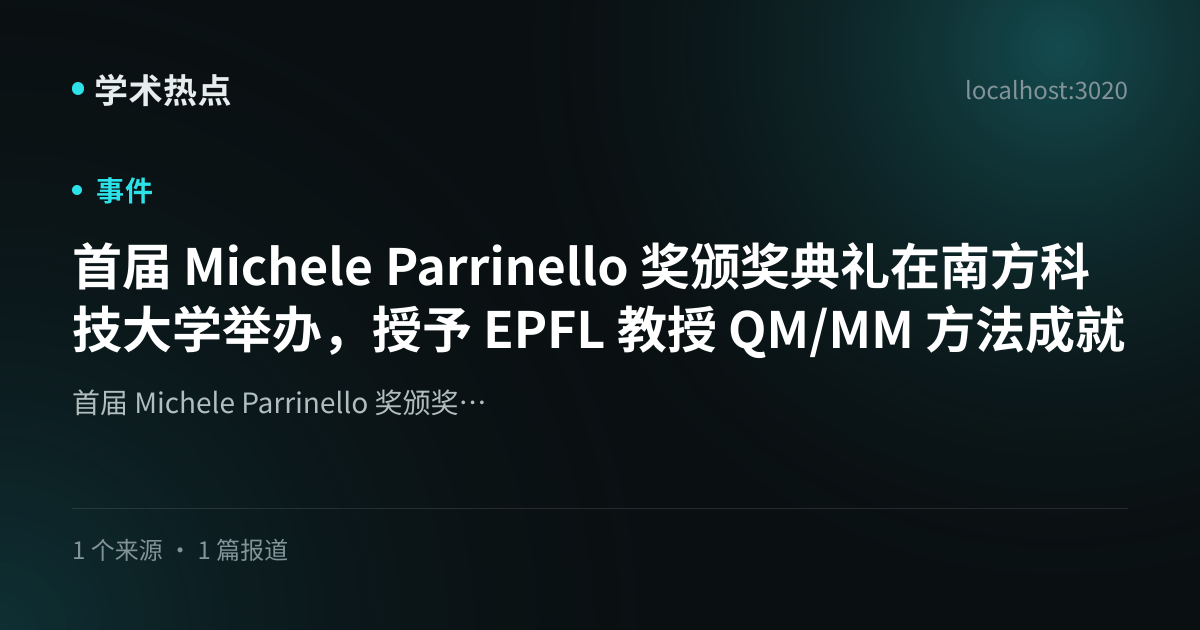 学术热点
localhost:3020
事件
首届 Michele Parrinello 奖颁奖典礼在南方科
技大学举办，授予 EPFL 教授 QM/MM 方法成就
首届 Michele Parrinello 奖颁奖…
1 个来源 · 1 篇报道